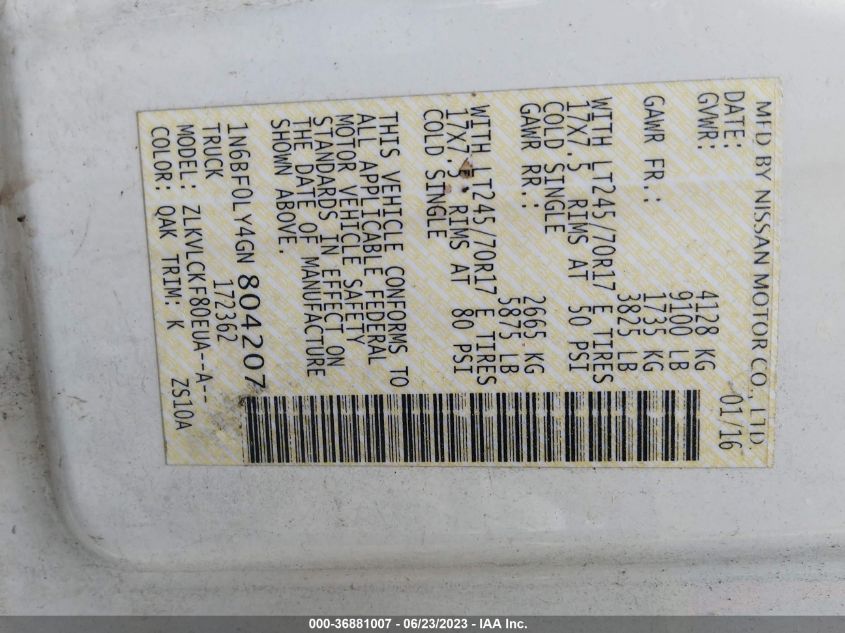 MFD BY NISSAN MOTOR CO., LTD.
DATE: 01/16
GVWR: 4128 KG
9100 LB
GAWR FR.: 1735 KG
3825 LB
WITH LT245/70R17 E TIRES
17X7.5 RIMS AT 50 PSI
COLD SINGLE
GAWR RR.: 2665 KG
5875 LB
WITH LT245/70R17 E TIRES
17X7.5 RIMS AT 80 PSI
COLD SINGLE
THIS VEHICLE CONFORMS TO
ALL APPLICABLE FEDERAL
MOTOR VEHICLE SAFETY
STANDARDS IN EFFECT ON
THE DATE OF MANUFACTURE
SHOWN ABOVE.
1N6BF0LY4GN804207
TRUCK 172362
MODEL: ZLKVLCKF80EUA--A--
COLOR: QAK TRIM: K ZS10A
000-36881007 - 06/23/2023 - IAA Inc.